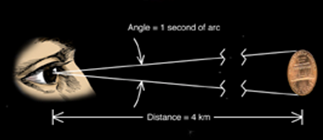 Angle = 1 second of arc
Distance = 4 km